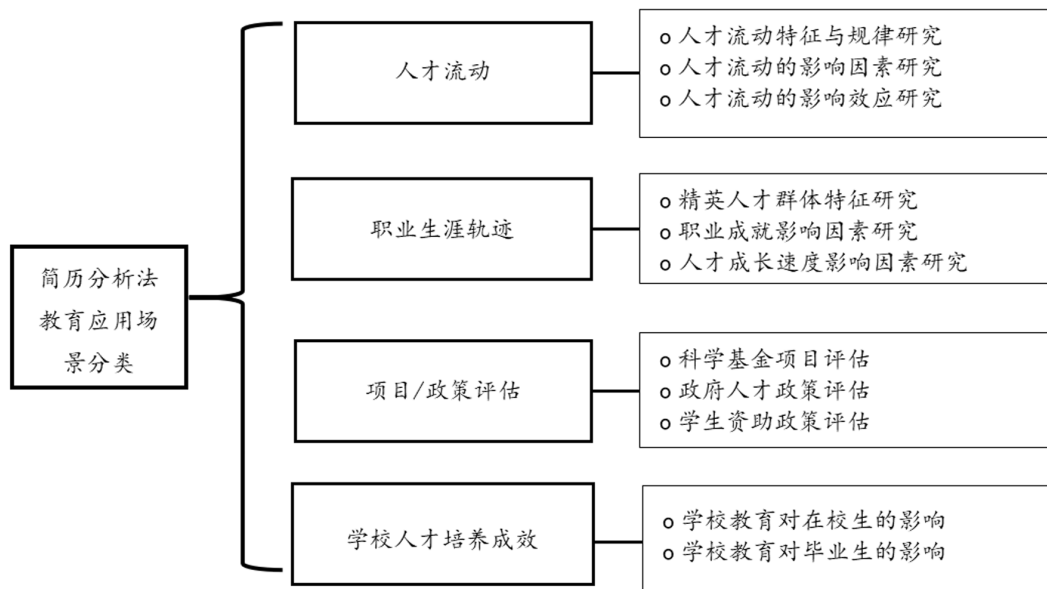 简历分析法
教育应用场
景分类
人才流动
o 人才流动特征与规律研究
o 人才流动的影响因素研究
o 人才流动的影响效应研究
职业生涯轨迹
o 精英人才群体特征研究
o 职业成就影响因素研究
o 人才成长速度影响因素研究
项目/政策评估
o 科学基金项目评估
o 政府人才政策评估
o 学生资助政策评估
学校人才培养成效
o 学校教育对在校生的影响
o 学校教育对毕业生的影响